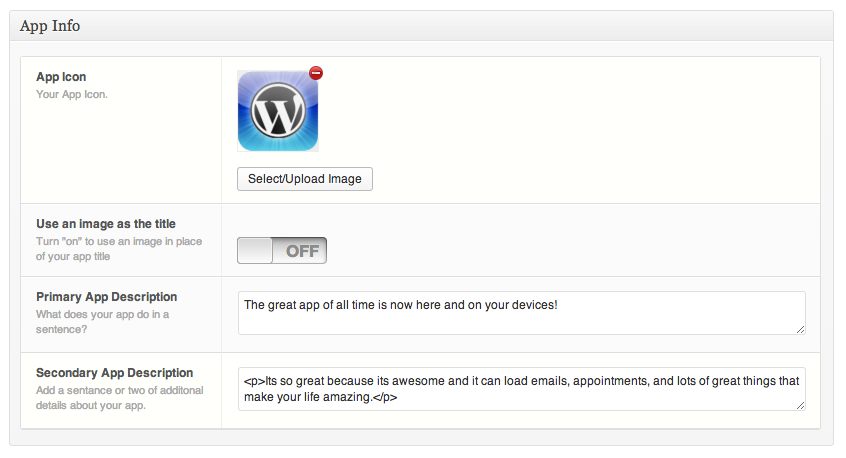 App Info
App Icon
Your App Icon.
W
Select/Upload Image
Use an image as the title
Turn "on" to use an image in place
of your app title
OFF
Primary App Description
What does your app do in a
sentence?
The great app of all time is now here and on your devices!
Secondary App Description
Add a sentence or two of additonal
details about your app.
<p>Its so great because its awesome and it can load emails, appointments, and lots of great things that
make your life amazing.</p>